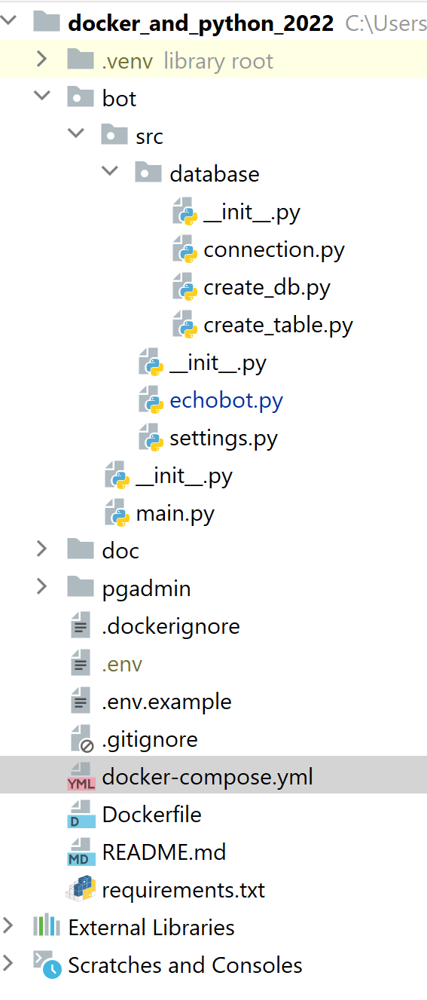 docker_and_python_2022 C:\Users
.venv library root
bot
src
database
__init__.py
connection.py
create_db.py
create_table.py
__init__.py
echobot.py
settings.py
__init__.py
main.py
doc
pgadmin
.dockerignore
.env
.env.example
.gitignore
YML docker-compose.yml
D Dockerfile
MD README.md
requirements.txt
External Libraries
Scratches and Consoles